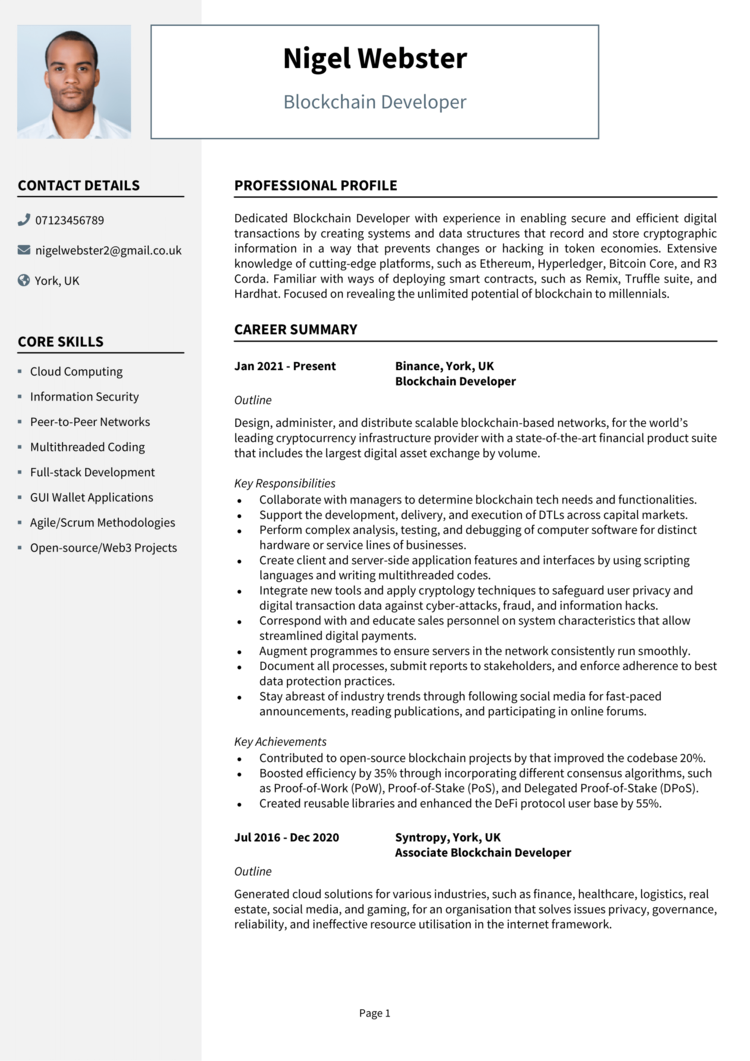 Nigel Webster
Blockchain Developer
CONTACT DETAILS
07123456789
nigelwebster2@gmail.co.uk
York, UK
CORE SKILLS
Cloud Computing
Information Security
Peer-to-Peer Networks
Multithreaded Coding
Full-stack Development
GUI Wallet Applications
Agile/Scrum Methodologies
Open-source/Web3 Projects
PROFESSIONAL PROFILE
Dedicated Blockchain Developer with experience in enabling secure and efficient digital
transactions by creating systems and data structures that record and store cryptographic
information in a way that prevents changes or hacking in token economies. Extensive
knowledge of cutting-edge platforms, such as Ethereum, Hyperledger, Bitcoin Core, and R3
Corda. Familiar with ways of deploying smart contracts, such as Remix, Truffle suite, and
Hardhat. Focused on revealing the unlimited potential of blockchain to millennials.
CAREER SUMMARY
Jan 2021 - Present Binance, York, UK
Blockchain Developer
Outline
Design, administer, and distribute scalable blockchain-based networks, for the world's
leading cryptocurrency infrastructure provider with a state-of-the-art financial product suite
that includes the largest digital asset exchange by volume.
Key Responsibilities
• Collaborate with managers to determine blockchain tech needs and functionalities.
• Support the development, delivery, and execution of DTLs across capital markets.
• Perform complex analysis, testing, and debugging of computer software for distinct
hardware or service lines of businesses.
• Create client and server-side application features and interfaces by using scripting
languages and writing multithreaded codes.
• Integrate new tools and apply cryptology techniques to safeguard user privacy and
digital transaction data against cyber-attacks, fraud, and information hacks.
• Correspond with and educate sales personnel on system characteristics that allow
streamlined digital payments.
• Augment programmes to ensure servers in the network consistently run smoothly.
• Document all processes, submit reports to stakeholders, and enforce adherence to best
data protection practices.
• Stay abreast of industry trends through following social media for fast-paced
announcements, reading publications, and participating in online forums.
Key Achievements
• Contributed to open-source blockchain projects by that improved the codebase 20%.
• Boosted efficiency by 35% through incorporating different consensus algorithms, such
as Proof-of-Work (PoW), Proof-of-Stake (PoS), and Delegated Proof-of-Stake (DPoS).
• Created reusable libraries and enhanced the DeFi protocol user base by 55%.
Jul 2016 - Dec 2020 Syntropy, York, UK
Associate Blockchain Developer
Outline
Generated cloud solutions for various industries, such as finance, healthcare, logistics, real
estate, social media, and gaming, for an organisation that solves issues privacy, governance,
reliability, and ineffective resource utilisation in the internet framework.
Page 1